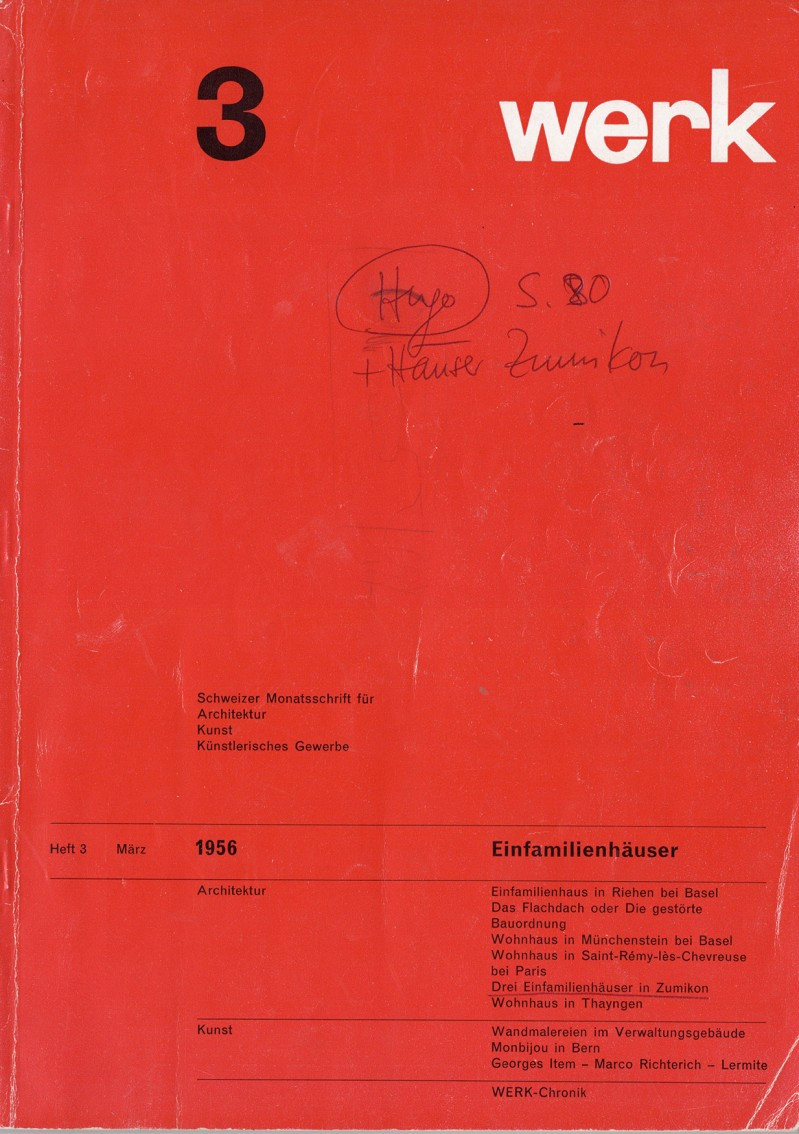 3 werk
Hugo S. 80
+Häuser Zumikon
Schweizer Monatsschrift für
Architektur
Kunst
Künstlerisches Gewerbe
Heft 3 März 1956 Einfamilienhäuser
Architektur Einfamilienhaus in Riehen bei Basel
Das Flachdach oder Die gestörte
Bauordnung
Wohnhaus in Münchenstein bei Basel
Wohnhaus in Saint-Rémy-lès-Chevreuse
bei Paris
Drei Einfamilienhäuser in Zumikon
Wohnhaus in Thayngen
Kunst Wandmalereien im Verwaltungsgebäude
Monbijou in Bern
Georges Item – Marco Richterich – Lermite
WERK-Chronik